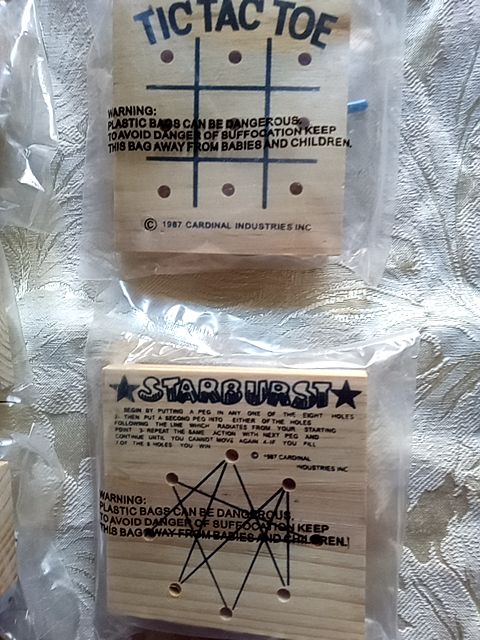 TIC TAC TOE
WARNING:
PLASTIC BAGS CAN BE DANGEROUS.
TO AVOID DANGER OF SUFFOCATION KEEP
THIS BAG AWAY FROM BABIES AND CHILDREN.
© 1987 CARDINAL INDUSTRIES INC
★STARBURST★
BEGIN BY PUTTING A PEG IN ANY ONE OF THE EIGHT HOLES
2- THEN PUT A SECOND PEG INTO EITHER OF THE HOLES
FOLLOWING THE LINE WHICH RADIATES FROM YOUR STARTING
POINT 3-REPEAT THE SAME ACTION WITH NEXT PEG AND
CONTINUE UNTIL YOU CANNOT MOVE AGAIN 4-IF YOU FILL
7 OF THE 8 HOLES YOU WIN
© 1987 CARDINAL
INDUSTRIES INC
WARNING:
PLASTIC BAGS CAN BE DANGEROUS.
TO AVOID DANGER OF SUFFOCATION KEEP
THIS BAG AWAY FROM BABIES AND CHILDREN.